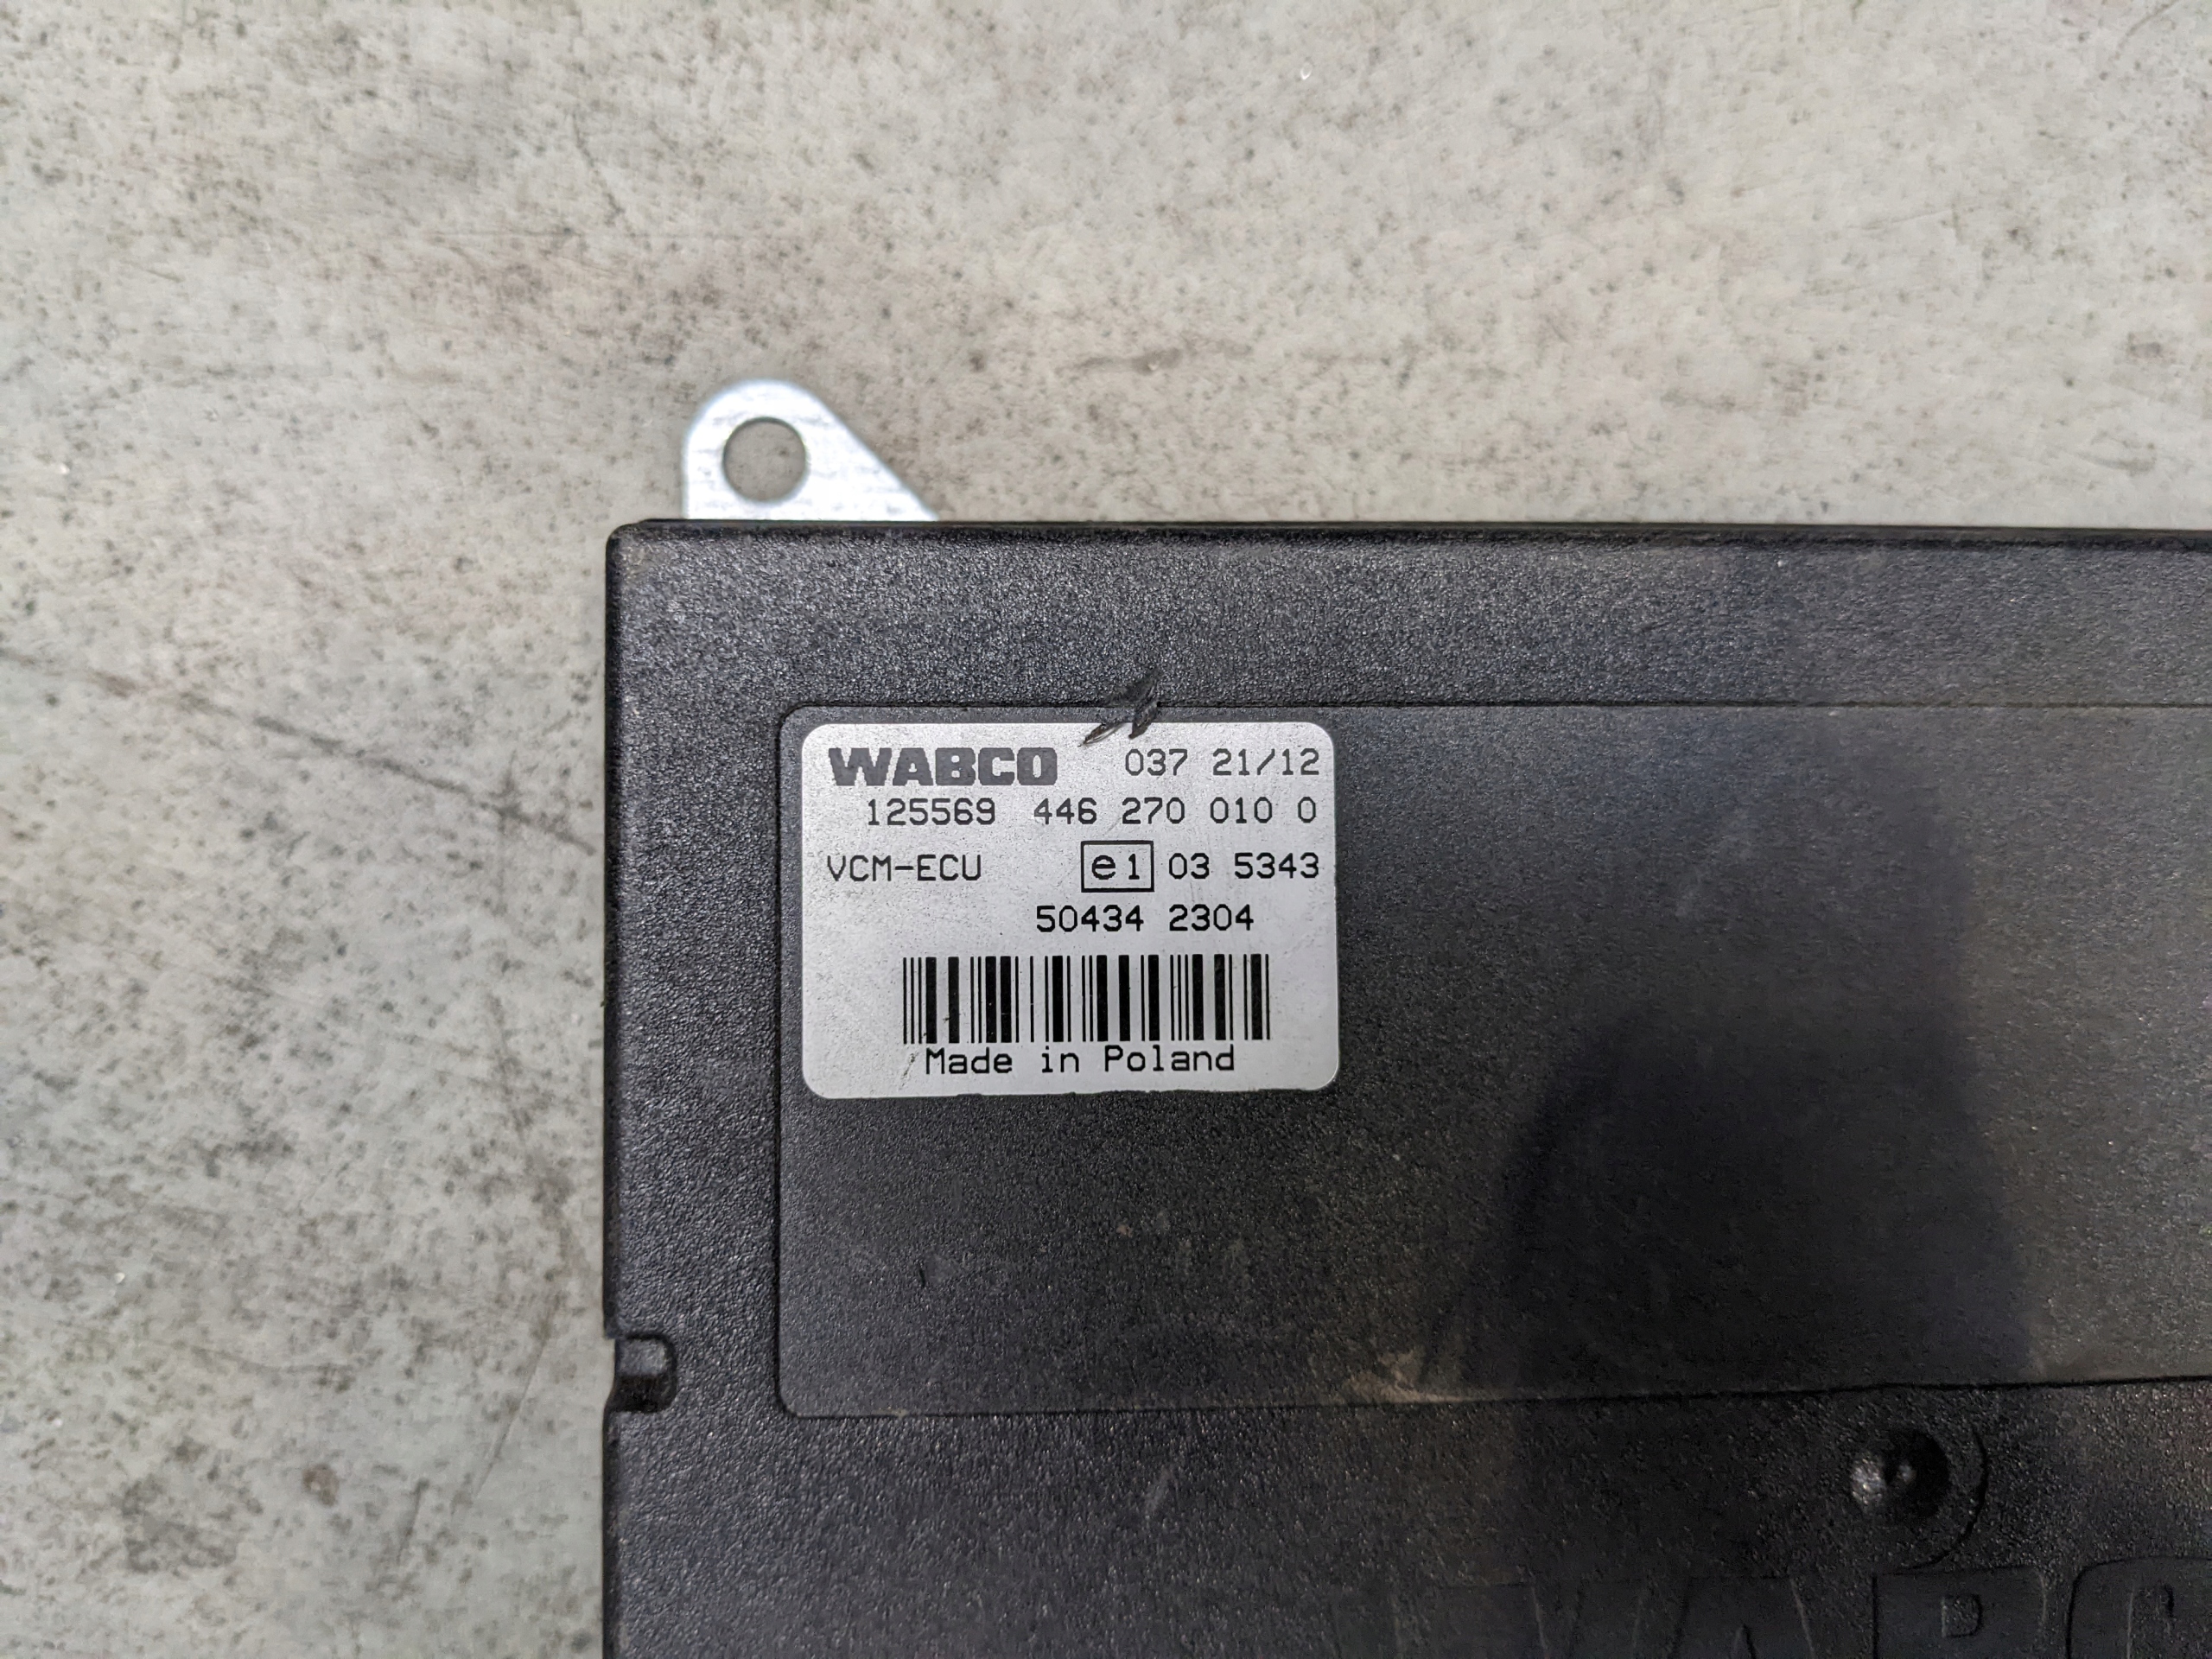 WABCO 037 21/12
125569 446 270 010 0
VCM-ECU e1 03 5343
50434 2304
Made in Poland
WABCO